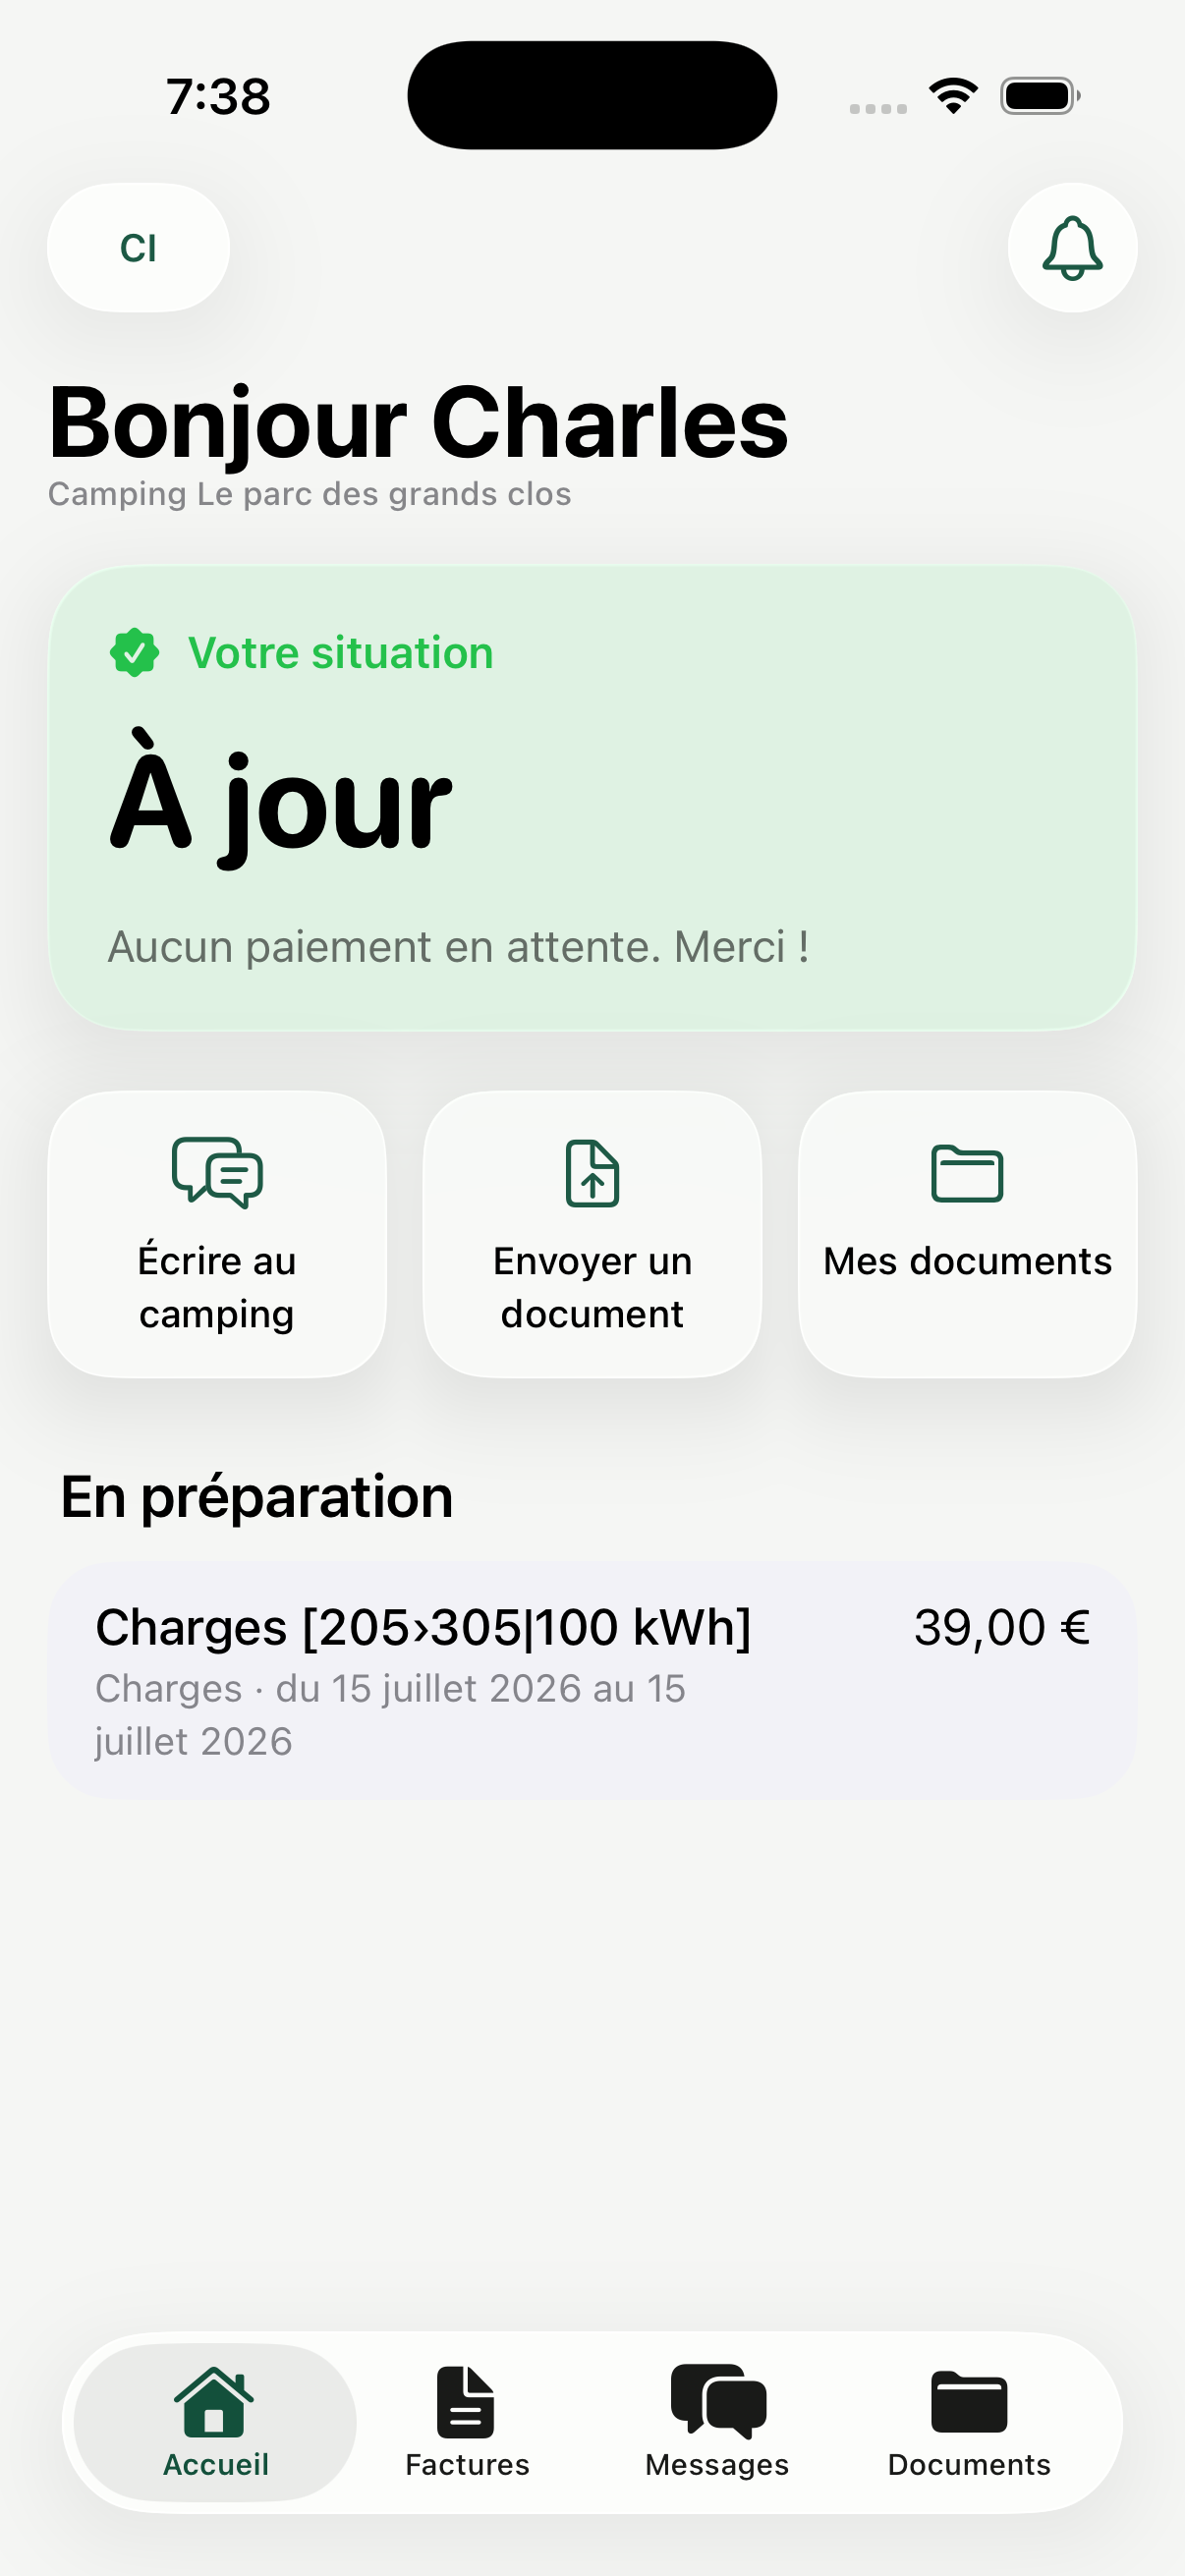 7:38
CI
Bonjour Charles
Camping Le parc des grands clos
Votre situation
À jour
Aucun paiement en attente. Merci !
Écrire au
camping
Envoyer un
document
Mes documents
En préparation
Charges [205›305|100 kWh]
39,00 €
Charges · du 15 juillet 2026 au 15
juillet 2026
Accueil
Factures
Messages
Documents